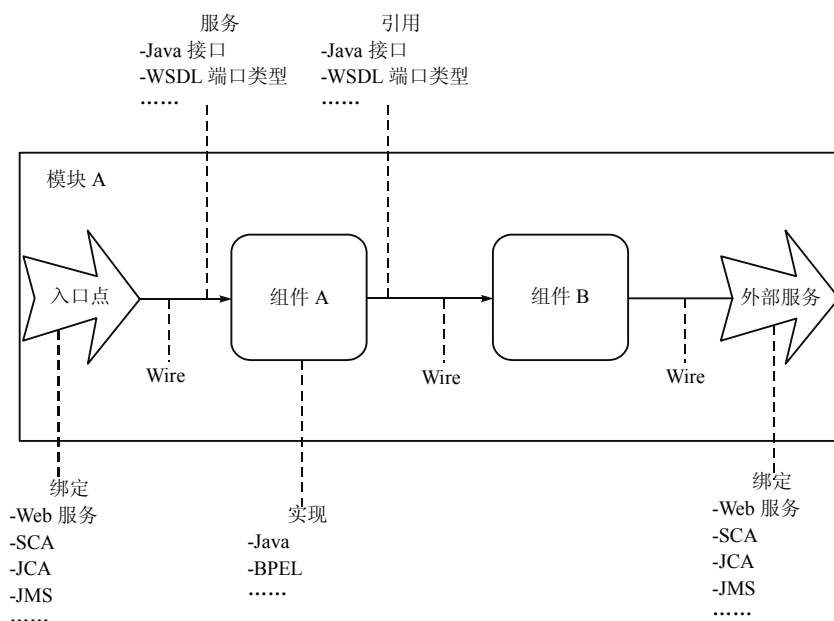 服务
-Java 接口
-WSDL 端口类型
……
引用
-Java 接口
-WSDL 端口类型
……
模块 A
入口点
组件 A
组件 B
外部服务
Wire
Wire
Wire
绑定
-Web 服务
-SCA
-JCA
-JMS
……
实现
-Java
-BPEL
……
绑定
-Web 服务
-SCA
-JCA
-JMS
……